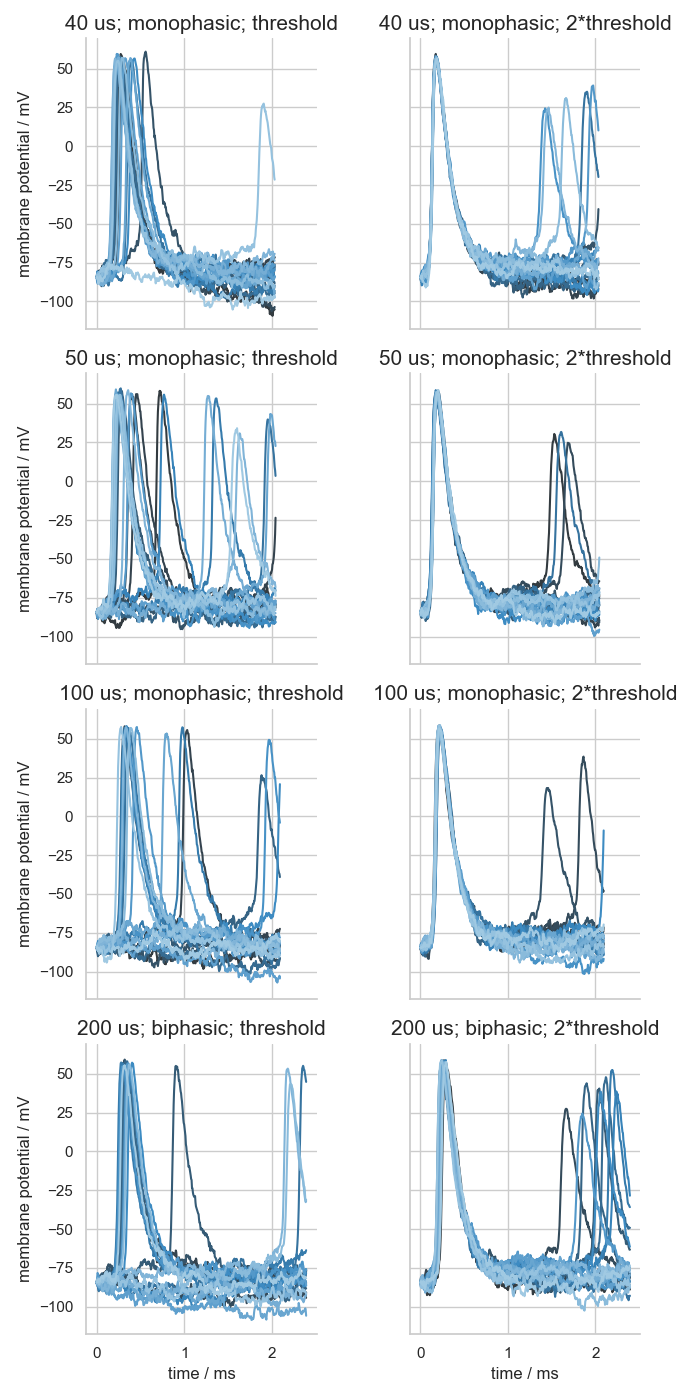 40 us; monophasic; threshold
40 us; monophasic; 2*threshold
membrane potential / mV
50
25
0
−25
−50
−75
−100
50 us; monophasic; threshold
50 us; monophasic; 2*threshold
membrane potential / mV
50
25
0
−25
−50
−75
−100
100 us; monophasic; threshold
100 us; monophasic; 2*threshold
membrane potential / mV
50
25
0
−25
−50
−75
−100
200 us; biphasic; threshold
200 us; biphasic; 2*threshold
membrane potential / mV
50
25
0
−25
−50
−75
−100
0 1 2
0 1 2
time / ms
time / ms